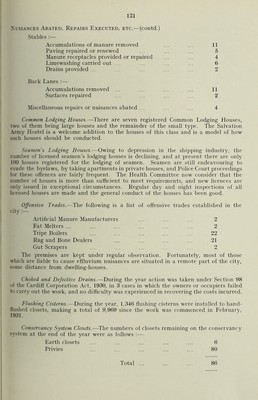 121
NUISANCES ABATED, REPAIRS EXECUTED, ETC.—(contd.)
Stables :—
Accumulations of manure removed ... ... ... 11
Paving repaired or renewed ... ... ... 5
Manure receptacles provided or repaired ... ... 4
Limewashing carried out ... ... ... 6
Drains provided ... ... ... 2
Back Lanes :—
Accumulations removed ... ... ... 11
Surfaces repaired ... ... ... 2
Miscellaneous repairs or nuisances abated ... ... ... 4
Common Lodging Houses.—There are seven registered Common Lodging Houses,
two of them being large houses and the remainder of the small type. The Salvation
Army Hostel is a welcome addition to the houses of this class and is a model of how
such houses should be conducted.
Seamen's Lodging Houses.—Owing to depression in the shipping industry, the
number of licensed seamen's lodging houses is declining, and at present there are only
100 houses registered for the lodging of seamen. Seamen are still endeavouring to
evade the byelaws, by taking apartments in private houses, and Police Court proceedings
for these offences are fairly frequent. The Health Committee now consider that the
number of houses is more than sufficient to meet requirements, and new licences are
only issued in exceptional circumstances. Regular day and night inspections of all
licensed houses are made and the general conduct of the houses has been good.
Offensive Trades.—The following is a list of offensive trades established in the
city :—
Artificial Manure Manufacturers ... ... ... 2
Fat Melters ... ... ... 2
Tripe Boilers ... ... ... 22
Rag and Bone Dealers ... ... ... 21
Gut Scrapers ... ... ... 2
The premises are kept under regular observation. Fortunately, most of those
which are liable to cause effluvium nuisances are situated in a remote part of the city,
some distance from dwelling-houses.
Choked and Defective Drains.—During the year action was taken under Section 98
of the Cardiff Corporation Act, 1930, in 3 cases in which the owners or occupiers failed
to carry out the work, and no difficulty was experienced in recovering the costs incurred.
Flushing Cisterns.—During the year, 1,346 flushing cisterns were installed to hand-
flushed closets, making a total of 9,969 since the work was commenced in February,
1931.
Conservancy System Closets.—The numbers of closets remaining on the conservancy
system at the end of the year were as follows :—
Earth closets ... ... ... 6
Privies ... ... ... 80
Total ... ... 86